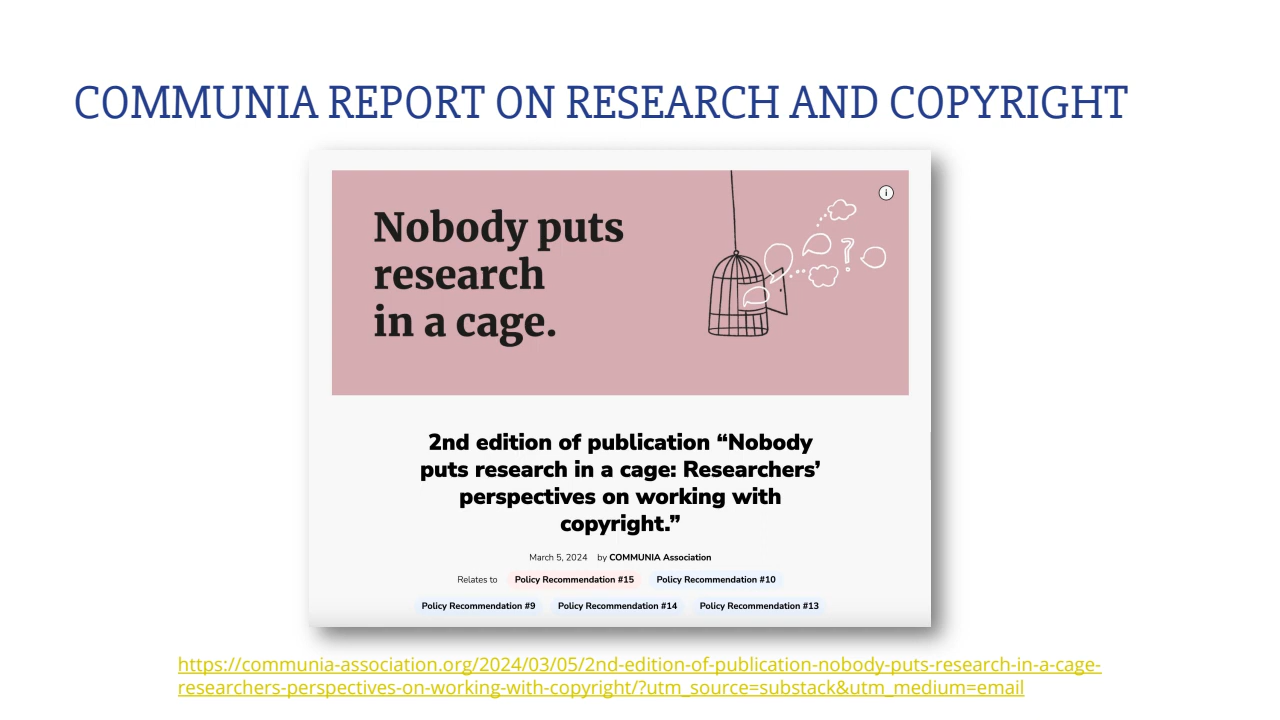 COMMUNIA REPORT ON RESEARCH AND COPYRIGHT
Nobody puts
research
in a cage.
i
?
2nd edition of publication “Nobody
puts research in a cage: Researchers’
perspectives on working with
copyright.”
March 5, 2024 by COMMUNIA Association
Relates to Policy Recommendation #15 Policy Recommendation #10
Policy Recommendation #9 Policy Recommendation #14 Policy Recommendation #13
https://communia-association.org/2024/03/05/2nd-edition-of-publication-nobody-puts-research-in-a-cage-
researchers-perspectives-on-working-with-copyright/?utm_source=substack&utm_medium=email